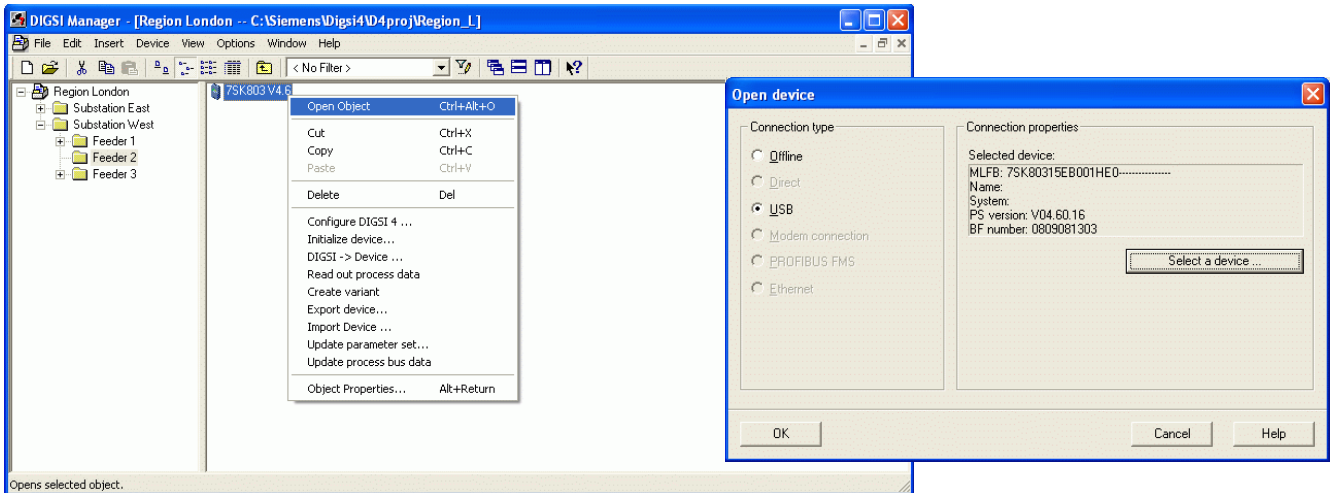 DIGSI Manager - [Region London -- C:\Siemens\Digsi4\D4proj\Region_L]
File Edit Insert Device View Options Window Help
< No Filter >
Region London
Substation East
Substation West
Feeder 1
Feeder 2
Feeder 3
7SK803 V4.6
Open Object Ctrl+Alt+O
Cut Ctrl+X
Copy Ctrl+C
Paste Ctrl+V
Delete Del
Configure DIGSI 4 ...
Initialize device...
DIGSI -> Device ...
Read out process data
Create variant
Export device...
Import Device ...
Update parameter set...
Update process bus data
Object Properties... Alt+Return
Opens selected object.
Open device
Connection type
Offline
Direct
USB
Modem connection
PROFIBUS FMS
Ethernet
Connection properties
Selected device:
MLFB: 7SK80315EB001HE0----------------
Name:
System:
PS version: V04.60.16
BF number: 0809081303
Select a device ...
OK
Cancel
Help